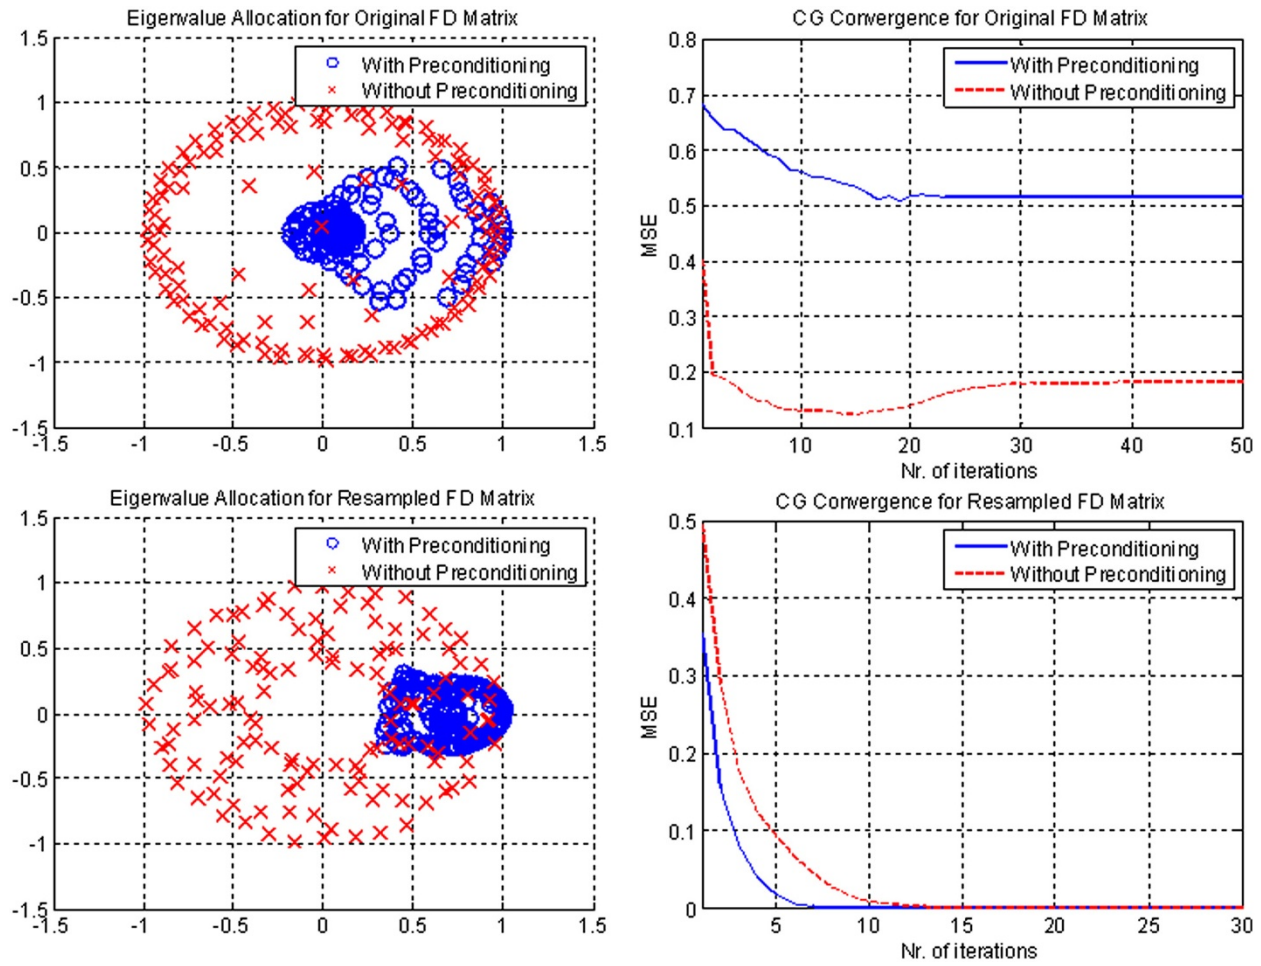 Eigenvalue Allocation for Original FD Matrix
1.5
1
0.5
0
-0.5
-1
-1.5
-1.5 -1 -0.5 0 0.5 1 1.5
With Preconditioning
Without Preconditioning
CG Convergence for Original FD Matrix
0.8
0.7
0.6
0.5
0.4
0.3
0.2
0.1
MSE
10 20 30 40 50
Nr. of iterations
With Preconditioning
Without Preconditioning
Eigenvalue Allocation for Resampled FD Matrix
1.5
1
0.5
0
-0.5
-1
-1.5
-1.5 -1 -0.5 0 0.5 1 1.5
With Preconditioning
Without Preconditioning
CG Convergence for Resampled FD Matrix
0.5
0.4
0.3
0.2
0.1
0
MSE
5 10 15 20 25 30
Nr. of iterations
With Preconditioning
Without Preconditioning